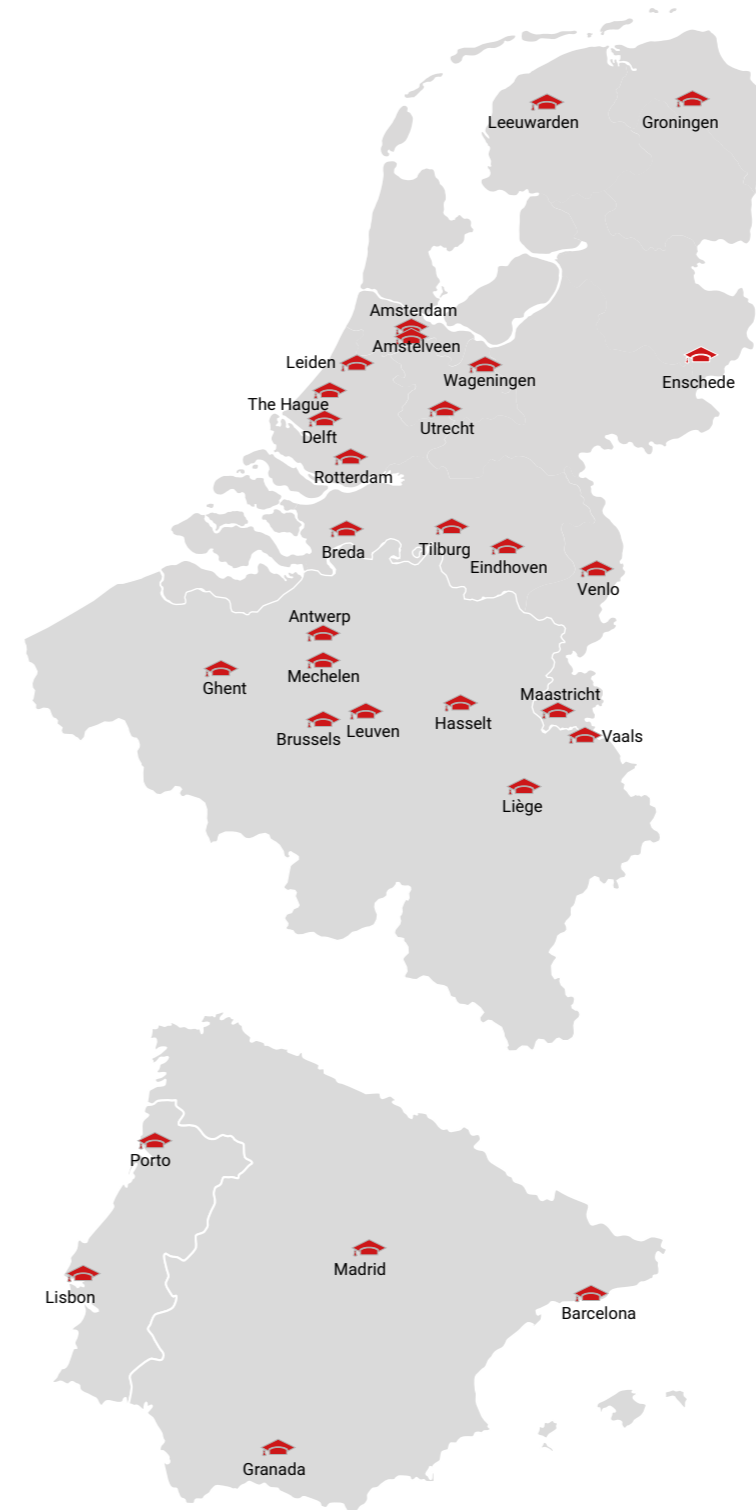 Leeuwarden
Groningen
Amsterdam
Amstelveen
Leiden
Wageningen
Enschede
The Hague
Utrecht
Delft
Rotterdam
Breda
Tilburg
Eindhoven
Venlo
Antwerp
Mechelen
Ghent
Maastricht
Hasselt
Leuven
Brussels
Vaals
Liège
Porto
Madrid
Lisbon
Barcelona
Granada